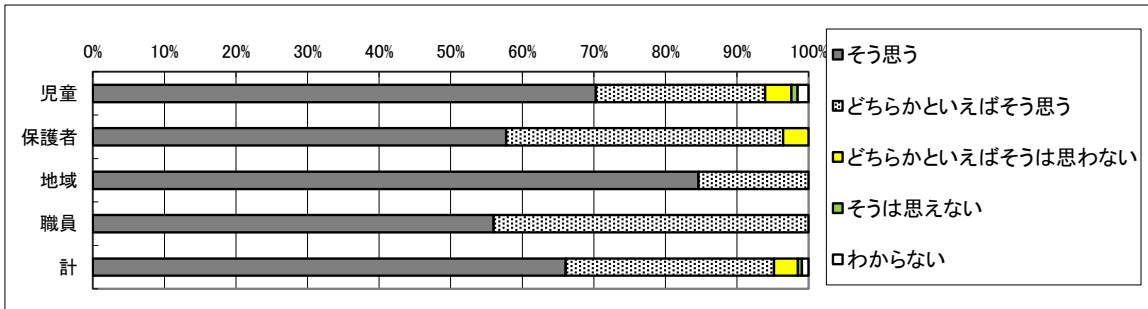 0% 10% 20% 30% 40% 50% 60% 70% 80% 90% 100%
児童
保護者
地域
職員
計
そう思う
どちらかといえばそう思う
どちらかといえばそうは思わない
そうは思えない
わからない